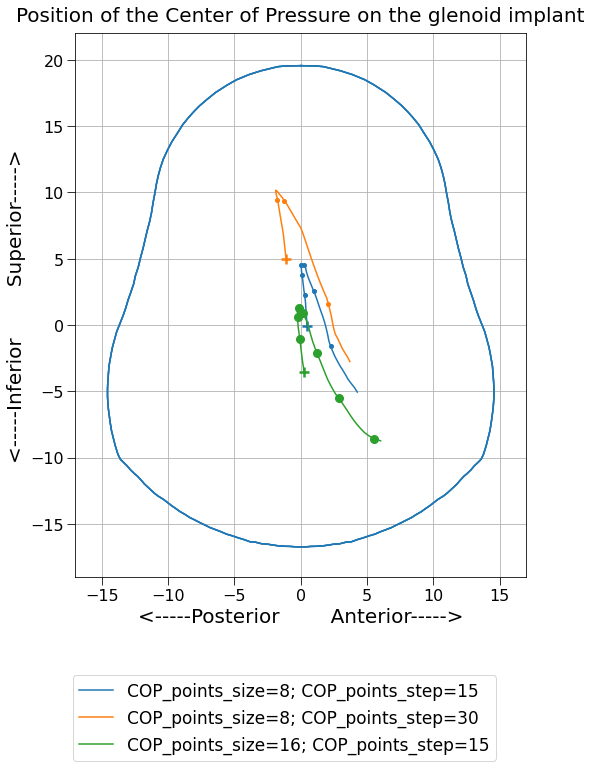 Position of the Center of Pressure on the glenoid implant
20
15
10
5
0
−5
−10
−15
<-----Inferior Superior----->
−15 −10 −5 0 5 10 15
<-----Posterior Anterior----->
COP_points_size=8; COP_points_step=15
COP_points_size=8; COP_points_step=30
COP_points_size=16; COP_points_step=15